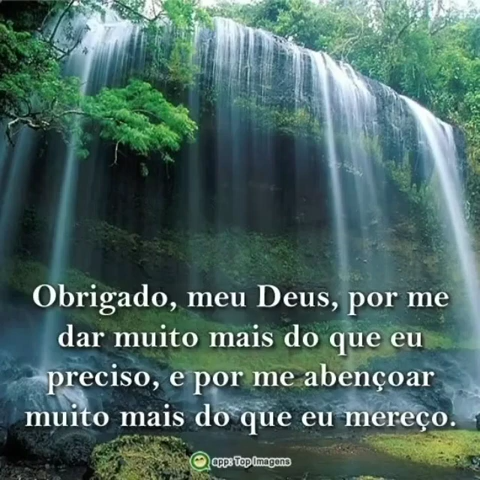 Obrigado, meu Deus, por me
dar muito mais do que eu
preciso, e por me abençoar
muito mais do que eu mereço.
app: Top Imagens